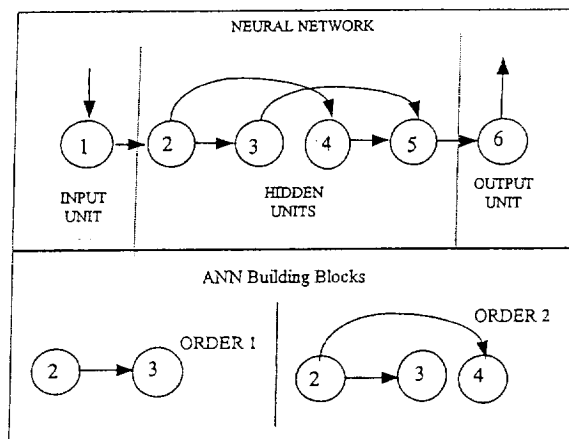 NEURAL NETWORK
1 2 3 4 5 6
INPUT
UNIT
HIDDEN
UNITS
OUTPUT
UNIT
ANN Building Blocks
ORDER 1
2 3
ORDER 2
2 3 4